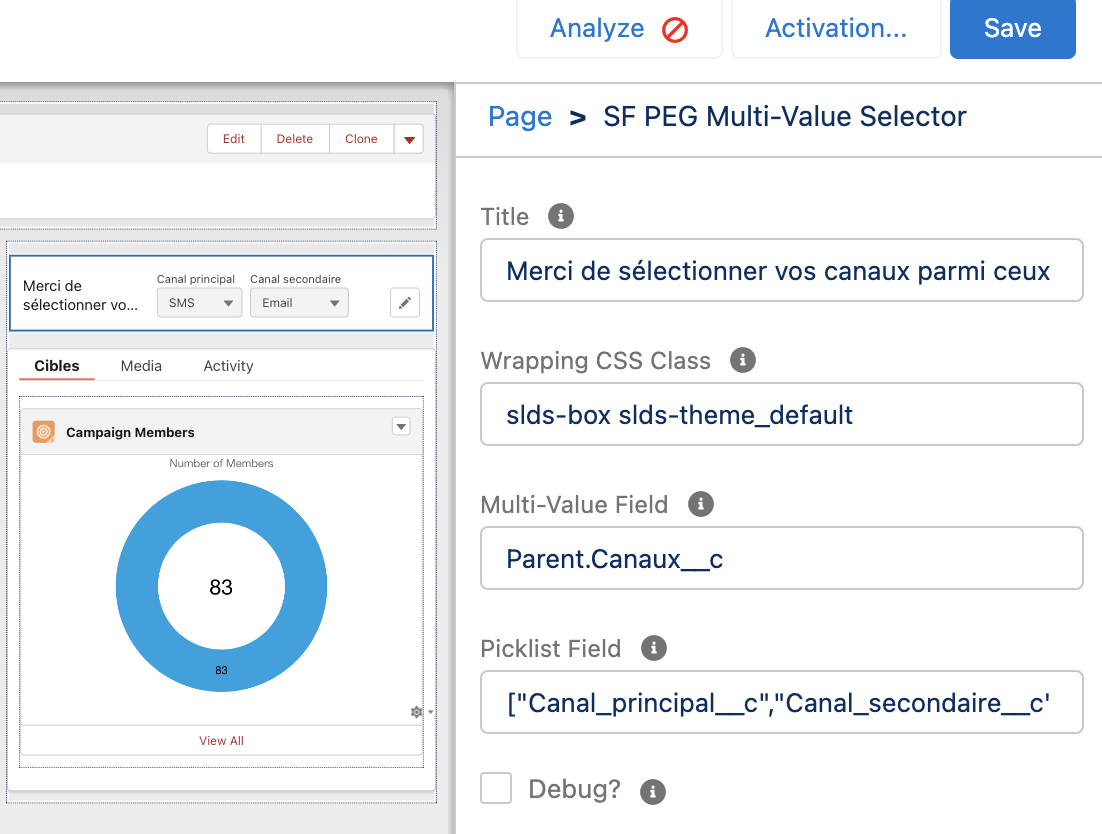 Analyze
Activation...
Save
Page > SF PEG Multi-Value Selector
Edit
Delete
Clone
Title
Merci de sélectionner vos canaux parmi ceux
Merci de
sélectionner vo...
Canal principal
SMS
Canal secondaire
Email
Wrapping CSS Class
slds-box slds-theme_default
Cibles
Media
Activity
Campaign Members
Number of Members
83
83
View All
Multi-Value Field
Parent.Canaux__c
Picklist Field
["Canal_principal__c","Canal_secondaire__c'
Debug?